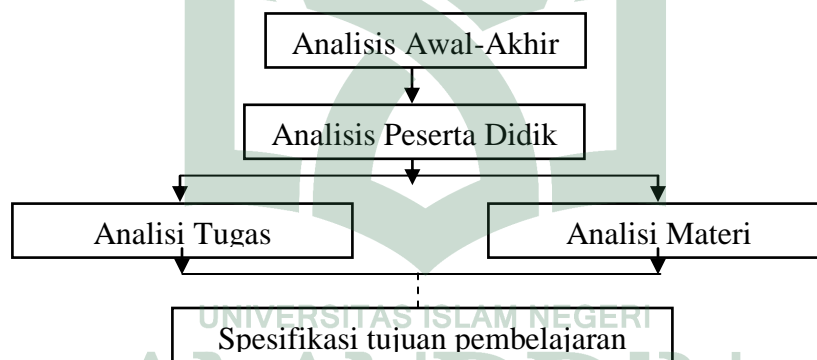 Analisis Awal-Akhir
Analisis Peserta Didik
Analisi Tugas
Analisi Materi
UNIVERSITAS ISLAM NEGERI
Spesifikasi tujuan pembelajaran